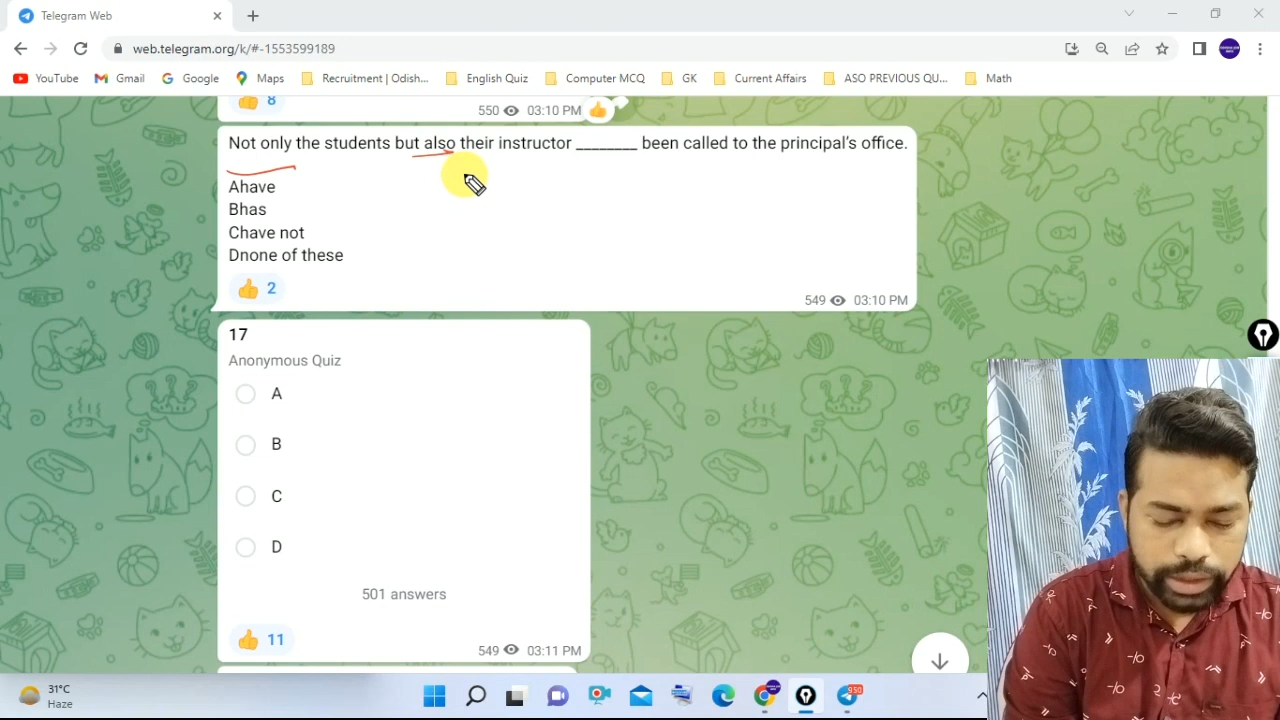 Telegram Web
web.telegram.org/k/#-1553599189
YouTube Gmail Google Maps Recruitment | Odish... English Quiz Computer MCQ GK Current Affairs ASO PREVIOUS QU... Math
8
550 03:10 PM
Not only the students but also their instructor ________ been called to the principal's office.
Ahave
Bhas
Chave not
Dnone of these
2
549 03:10 PM
17
Anonymous Quiz
A
B
C
D
501 answers
11
549 03:11 PM
31°C
Haze
950